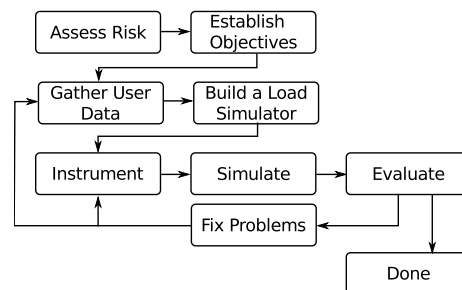 Assess Risk
Establish
Objectives
Gather User
Data
Build a Load
Simulator
Instrument
Simulate
Evaluate
Fix Problems
Done